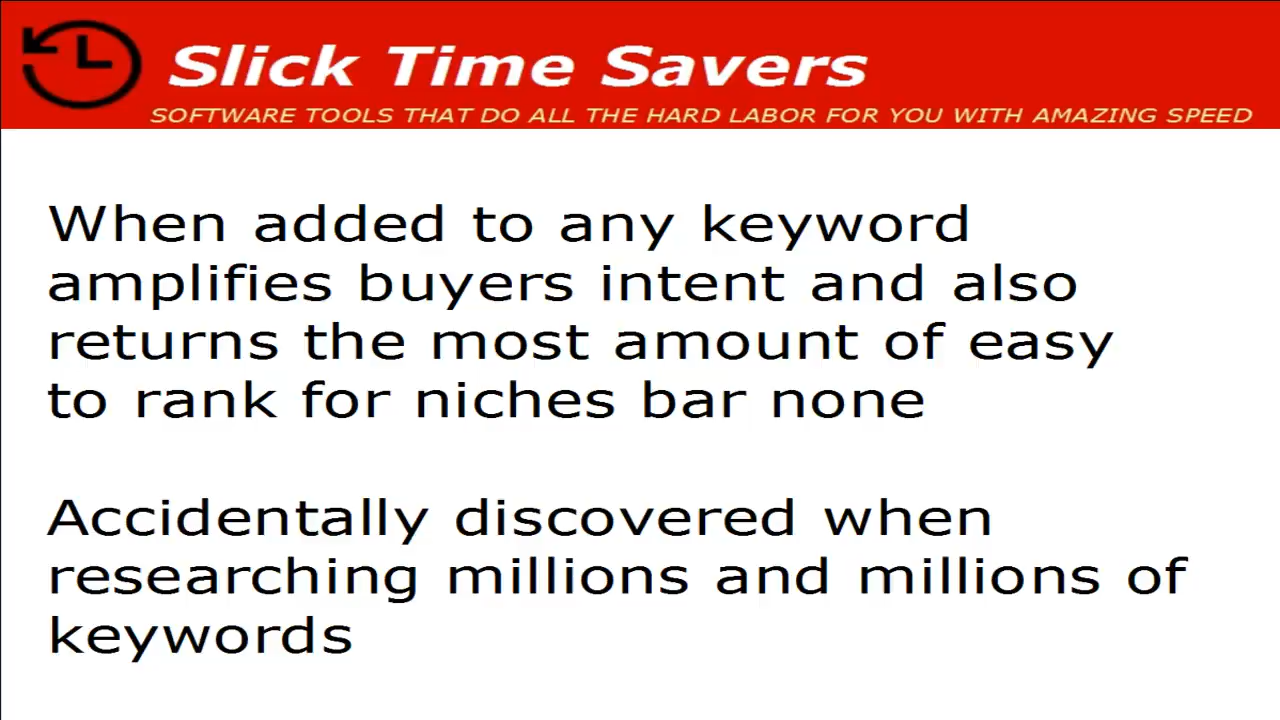 Slick Time Savers
SOFTWARE TOOLS THAT DO ALL THE HARD LABOR FOR YOU WITH AMAZING SPEED
When added to any keyword
amplifies buyers intent and also
returns the most amount of easy
to rank for niches bar none
Accidentally discovered when
researching millions and millions of
keywords